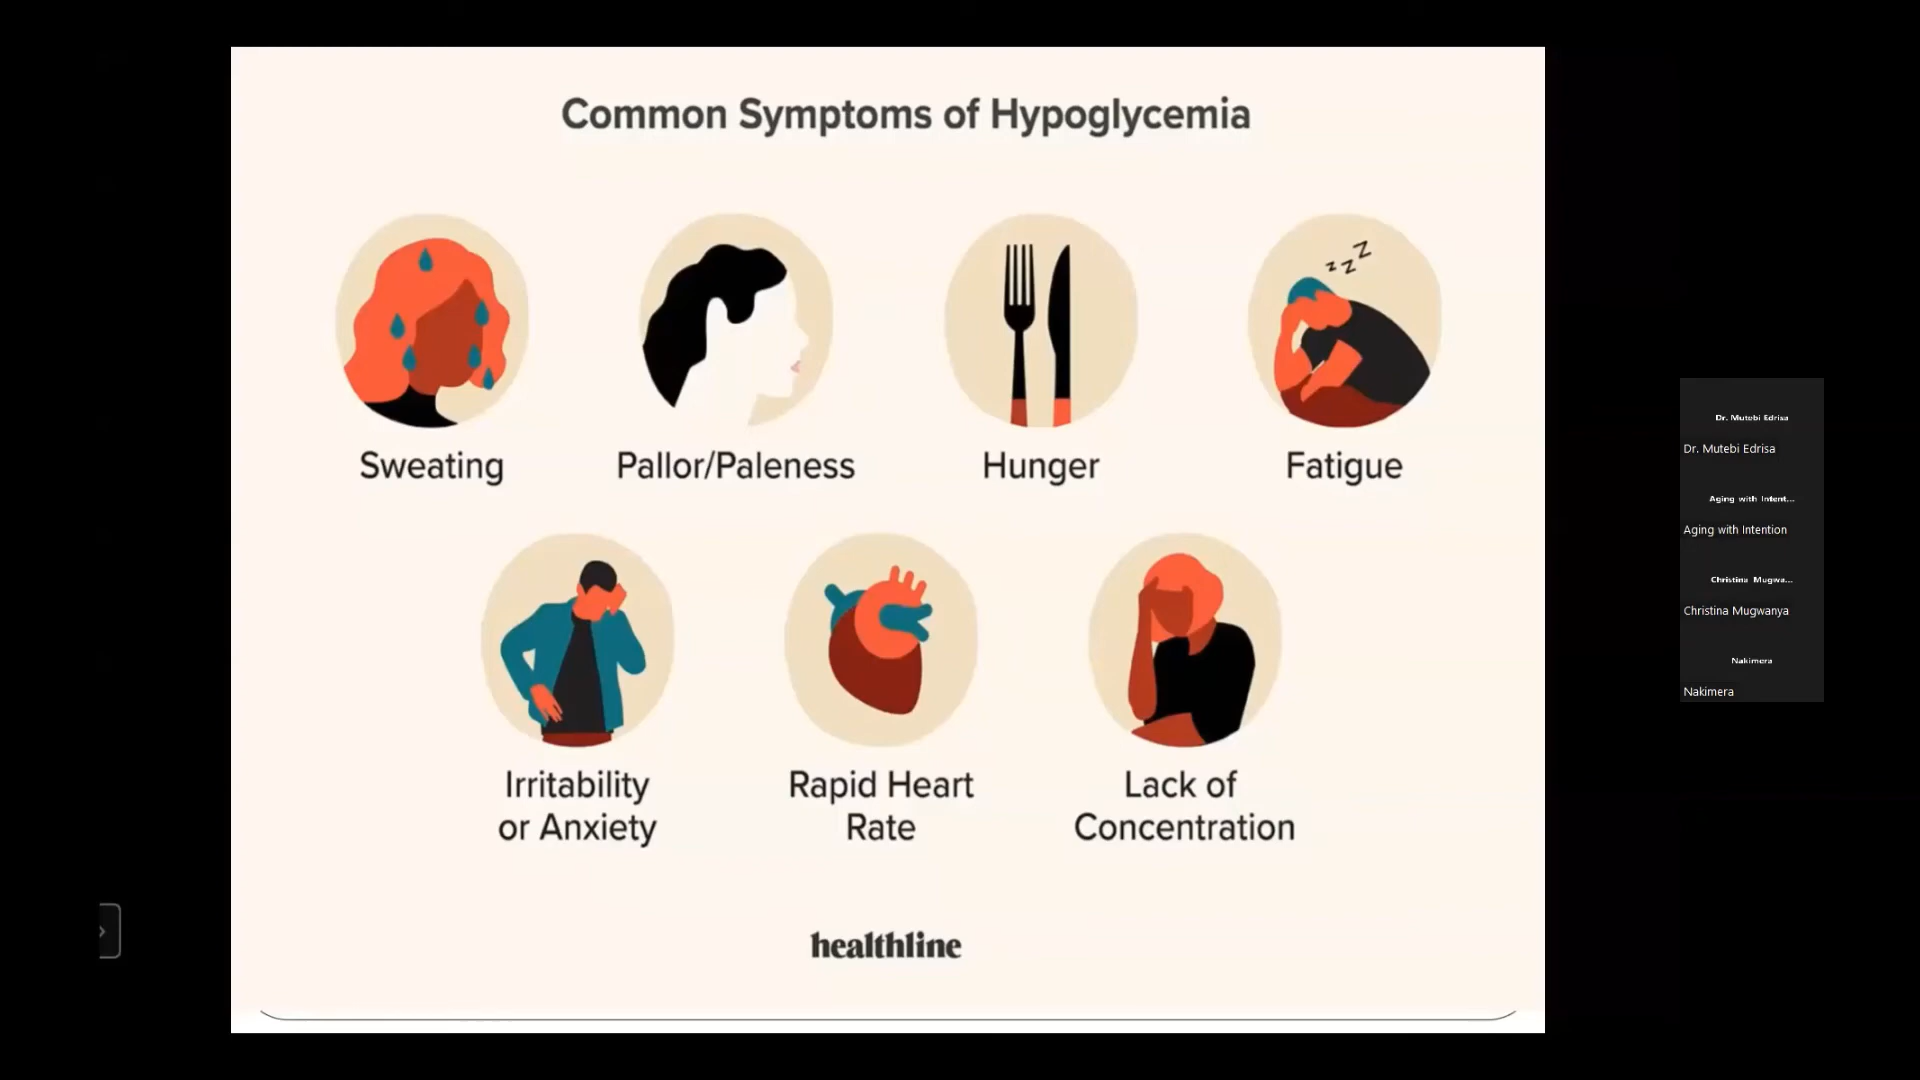 Common Symptoms of Hypoglycemia
z z Z
Sweating
Pallor/Paleness
Hunger
Fatigue
Irritability
or Anxiety
Rapid Heart
Rate
Lack of
Concentration
healthline
Dr. Mutebi Edrisa
Dr. Mutebi Edrisa
Aging with Intent...
Aging with Intention
Christina Mugwa...
Christina Mugwanya
Nakimera
Nakimera